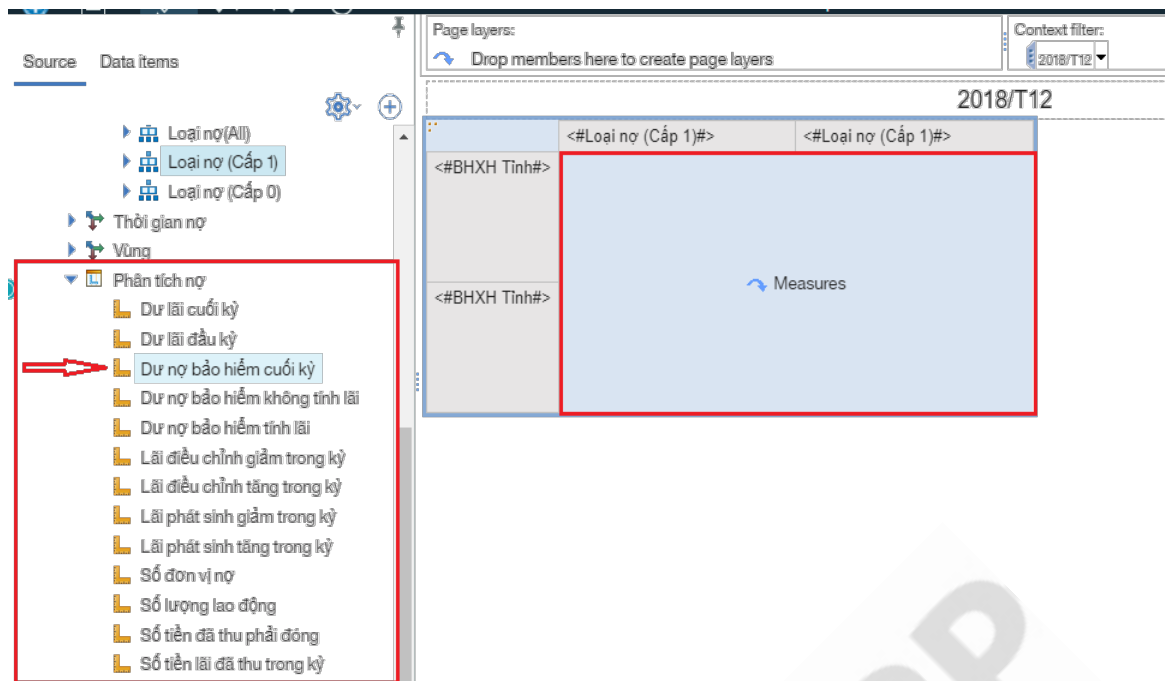 Source Data items
Loại nợ(All)
Loại nợ (Cấp 1)
Loại nợ (Cấp 0)
Thời gian nợ
Vùng
Phân tích nợ
Dư lãi cuối kỳ
Dư lãi đầu kỳ
Dư nợ bảo hiểm cuối kỳ
Dư nợ bảo hiểm không tính lãi
Dư nợ bảo hiểm tính lãi
Lãi điều chỉnh giảm trong kỳ
Lãi điều chỉnh tăng trong kỳ
Lãi phát sinh giảm trong kỳ
Lãi phát sinh tăng trong kỳ
Số đơn vị nợ
Số lượng lao động
Số tiền đã thu phải đóng
Số tiền lãi đã thu trong kỳ
Page layers:
Drop members here to create page layers
Context filter:
2018/T12
2018/T12
<#Loại nợ (Cấp 1)#> <#Loại nợ (Cấp 1)#>
<#BHXH Tỉnh#>
Measures
<#BHXH Tỉnh#>